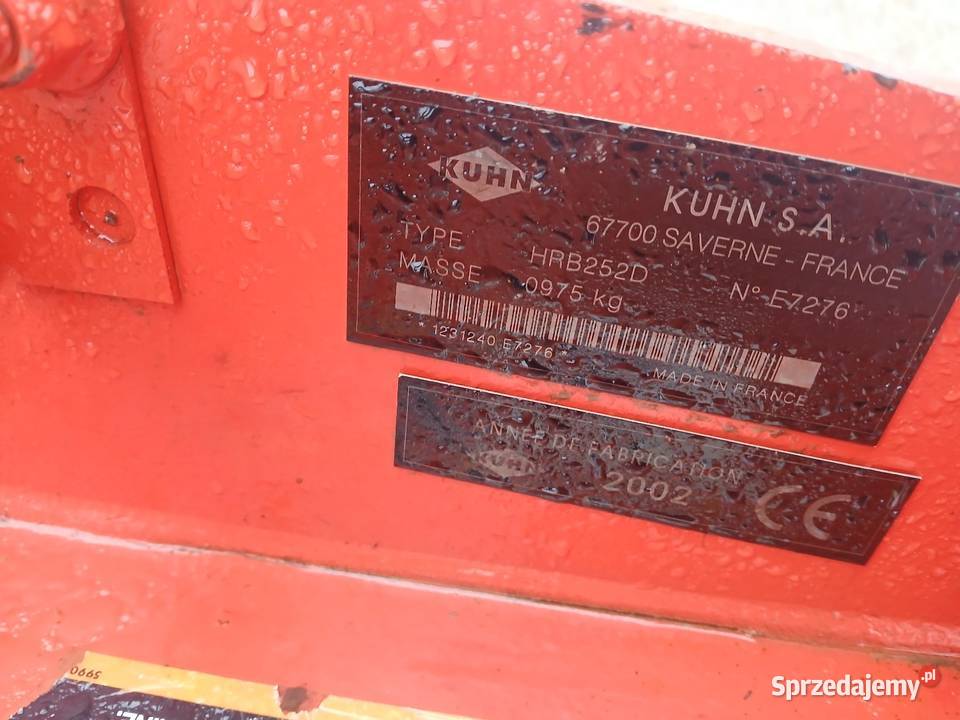 KUHN
KUHN S.A.
67700 SAVERNE - FRANCE
TYPE HRB252D N° E7276
MASSE 0975 kg
* 1231240 E7276 *
MADE IN FRANCE
ANNEE DE FABRICATION
KUHN
2002 CE
0665
Sprzedajemy.pl